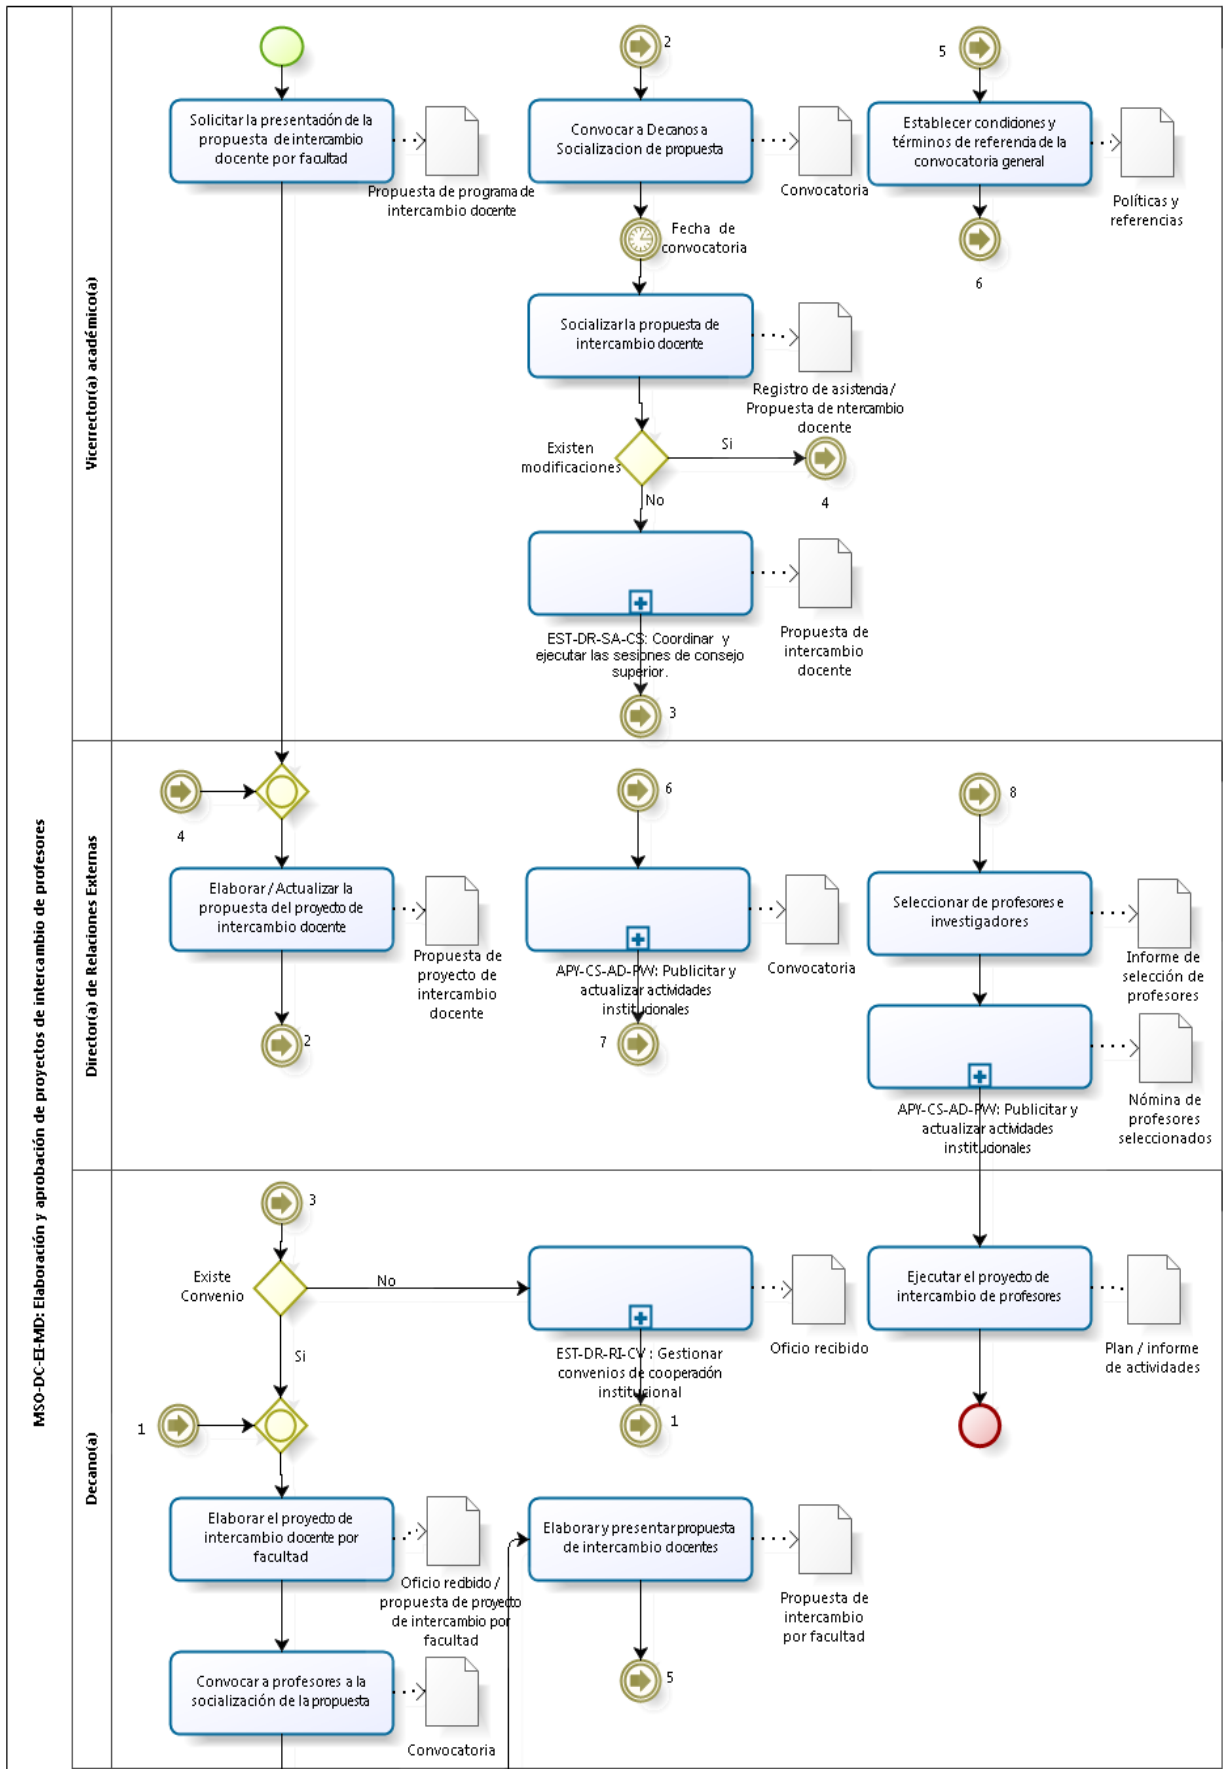 MSO-DC-EI-MD: Elaboración y aprobación de proyectos de intercambio de profesores
Vicerrector(a) académico(a)
Solicitar la presentación de la
propuesta de intercambio
docente por facultad
Propuesta de programa de
intercambio docente
2
Convocar a Decanos a
Socializacion de propuesta
Convocatoria
Fecha de
convocatoria
Socializar la propuesta de
intercambio docente
Registro de asistencia/
Propuesta de ntercambio
docente
Existen
modificaciones
Si
4
No
EST-DR-SA-CS: Coordinar y
ejecutar las sesiones de consejo
superior.
Propuesta de
intercambio
docente
3
5
Establecer condiciones y
términos de referencia de la
convocatoria general
Políticas y
referencias
6
Director(a) de Relaciones Externas
4
Elaborar / Actualizar la
propuesta del proyecto de
intercambio docente
Propuesta de
proyecto de
intercambio
docente
2
6
APY-CS-AD-PW: Publicitar y
actualizar actividades
institucionales
Convocatoria
7
8
Seleccionar de profesores e
investigadores
Informe de
selección de
profesores
APY-CS-AD-PW: Publicitar y
actualizar actividades
institucionales
Nómina de
profesores
seleccionados
Decano(a)
3
Existe
Convenio
No
Si
EST-DR-RI-CV : Gestionar
convenios de cooperación
institucional
Oficio recibido
1
1
Elaborar el proyecto de
intercambio docente por
facultad
Oficio recibido /
propuesta de proyecto
de intercambio por
facultad
Convocar a profesores a la
socialización de la propuesta
Convocatoria
Elaborar y presentar propuesta
de intercambio docentes
Propuesta de
intercambio
por facultad
5
Ejecutar el proyecto de
intercambio de profesores
Plan / informe
de actividades